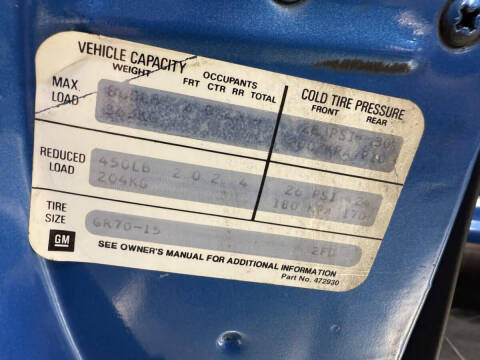 VEHICLE CAPACITY
WEIGHT OCCUPANTS COLD TIRE PRESSURE
FRT CTR RR TOTAL FRONT REAR
MAX. LOAD
REDUCED LOAD 450LB 2 0 2 4 26 PSI
204KG 180
TIRE SIZE GR70-15
GM
SEE OWNER'S MANUAL FOR ADDITIONAL INFORMATION
Part No. 472930